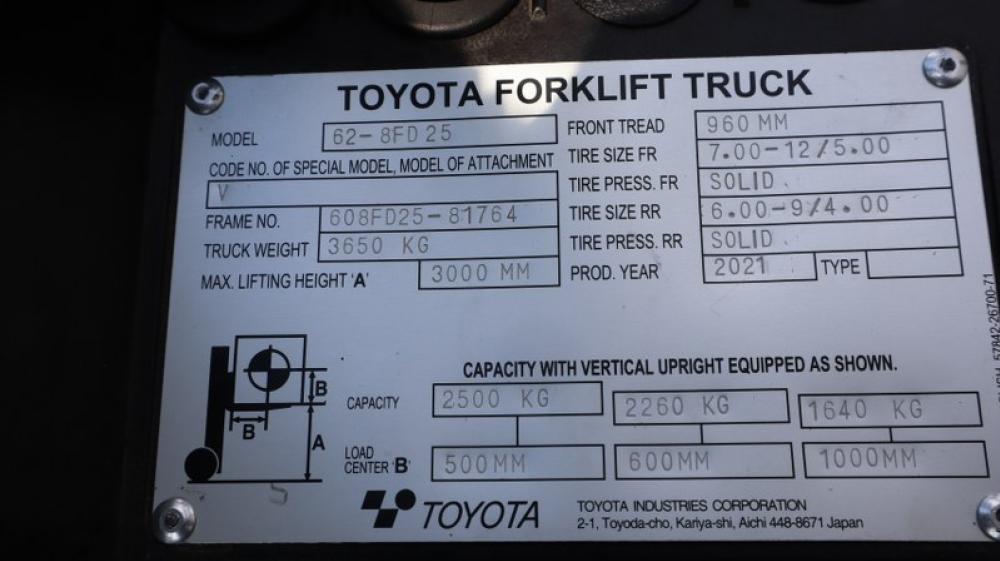 TOYOTA FORKLIFT TRUCK
MODEL 62-8FD25
CODE NO. OF SPECIAL MODEL, MODEL OF ATTACHMENT
V
FRAME NO. 608FD25-81764
TRUCK WEIGHT 3650 KG
MAX. LIFTING HEIGHT 'A' 3000 MM
FRONT TREAD 960 MM
TIRE SIZE FR 7.00-12/5.00
TIRE PRESS. FR SOLID
TIRE SIZE RR 6.00-9/4.00
TIRE PRESS. RR SOLID
PROD. YEAR 2021 TYPE
CAPACITY WITH VERTICAL UPRIGHT EQUIPPED AS SHOWN.
CAPACITY 2500 KG 2260 KG 1640 KG
LOAD
CENTER 'B' 500MM 600MM 1000MM
B
B
A
S
TOYOTA
TOYOTA INDUSTRIES CORPORATION
2-1, Toyoda-cho, Kariya-shi, Aichi 448-8671 Japan
57842-26700-71